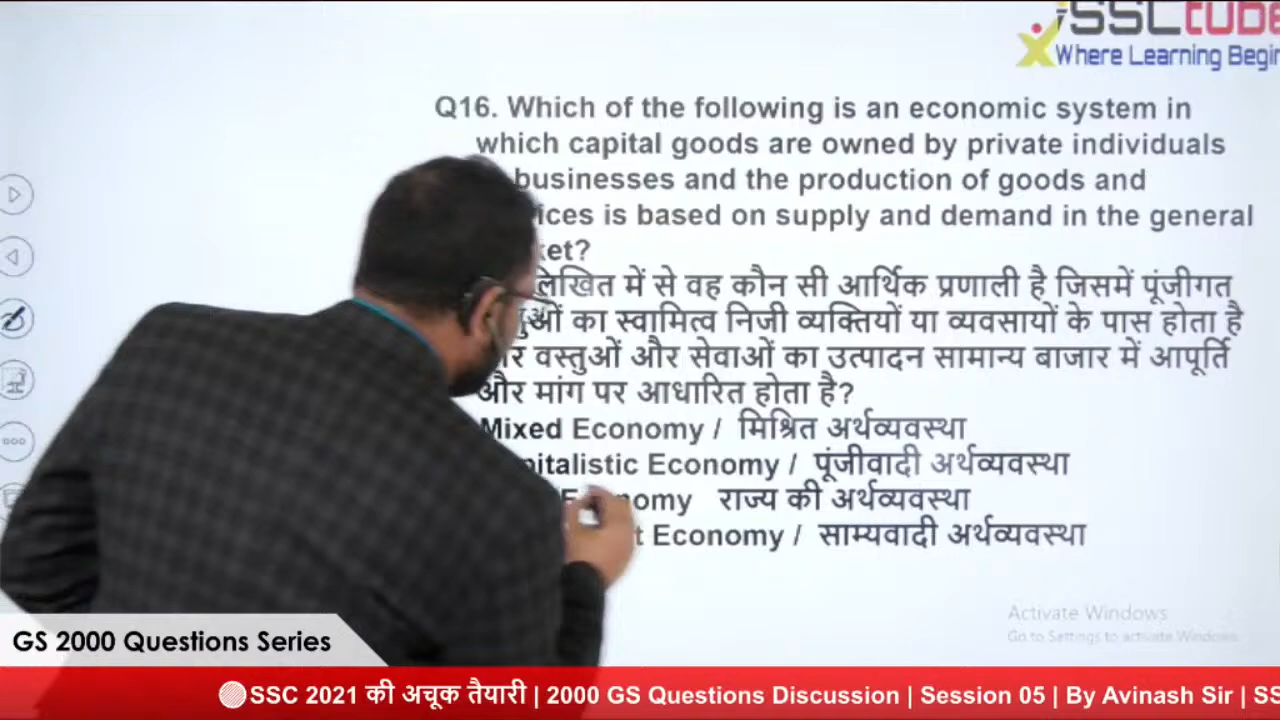 SSCtube
Where Learning Begin
Q16. Which of the following is an economic system in
which capital goods are owned by private individuals
businesses and the production of goods and
ices is based on supply and demand in the general
ket?
लिखित में से वह कौन सी आर्थिक प्रणाली है जिसमें पूंजीगत
तुओं का स्वामित्व निजी व्यक्तियों या व्यवसायों के पास होता है
र वस्तुओं और सेवाओं का उत्पादन सामान्य बाजार में आपूर्ति
और मांग पर आधारित होता है?
Mixed Economy / मिश्रित अर्थव्यवस्था
pitalistic Economy / पूंजीवादी अर्थव्यवस्था
Economy राज्य की अर्थव्यवस्था
t Economy / साम्यवादी अर्थव्यवस्था
Activate Windows
Go to Settings to activate Windows.
GS 2000 Questions Series
SSC 2021 की अचूक तैयारी | 2000 GS Questions Discussion | Session 05 | By Avinash Sir | SS